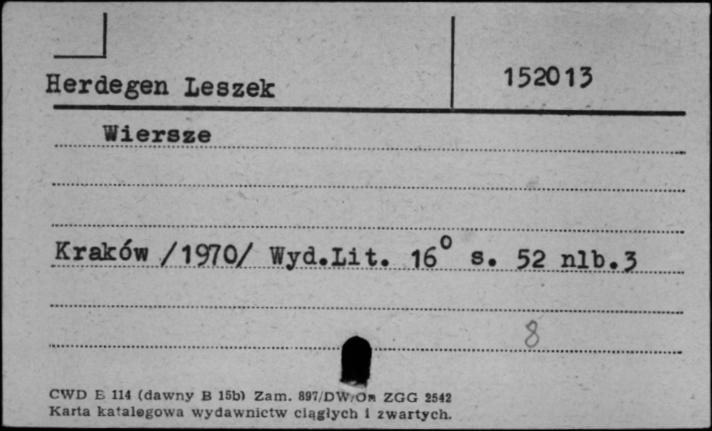 Herdegen Leszek 152013
Wiersze
Kraków /1970/ Wyd.Lit. 16° s. 52 nlb.3
8
CWD E 114 (dawny B 15b) Zam. 897/DW/Om ZGG 2542
Karta katalogowa wydawnictw ciągłych i zwartych.